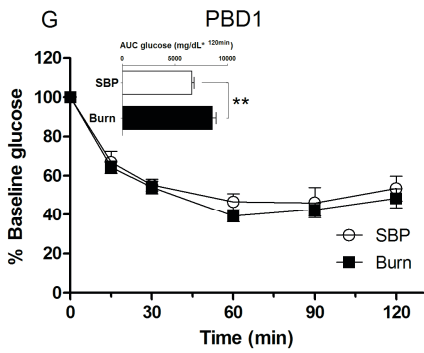 G PBD1
AUC glucose (mg/dL* 120min)
0 5000 10000
SBP
Burn
**
% Baseline glucose
120
100
80
60
40
20
0
SBP
Burn
0 30 60 90 120
Time (min)